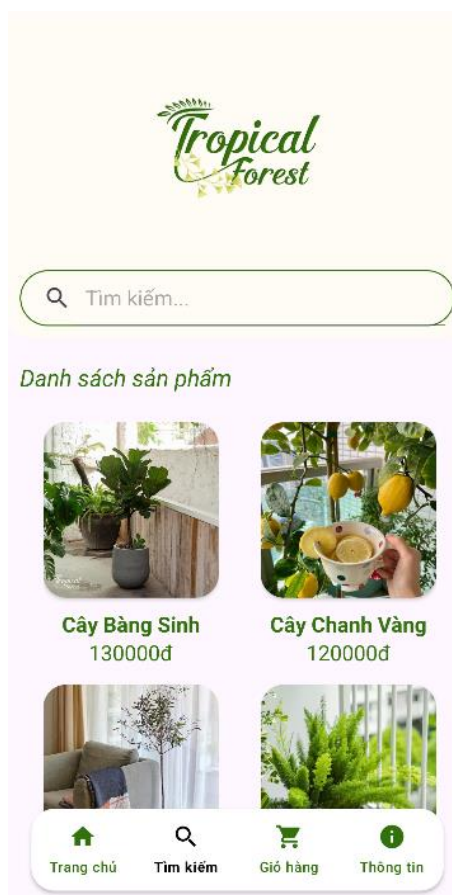 Tropical
Forest
Tìm kiếm...
Danh sách sản phẩm
Tropical
Cây Bàng Sinh
Cây Chanh Vàng
130000đ
120000đ
Trang chủ
Tìm kiếm
Giỏ hàng
Thông tin